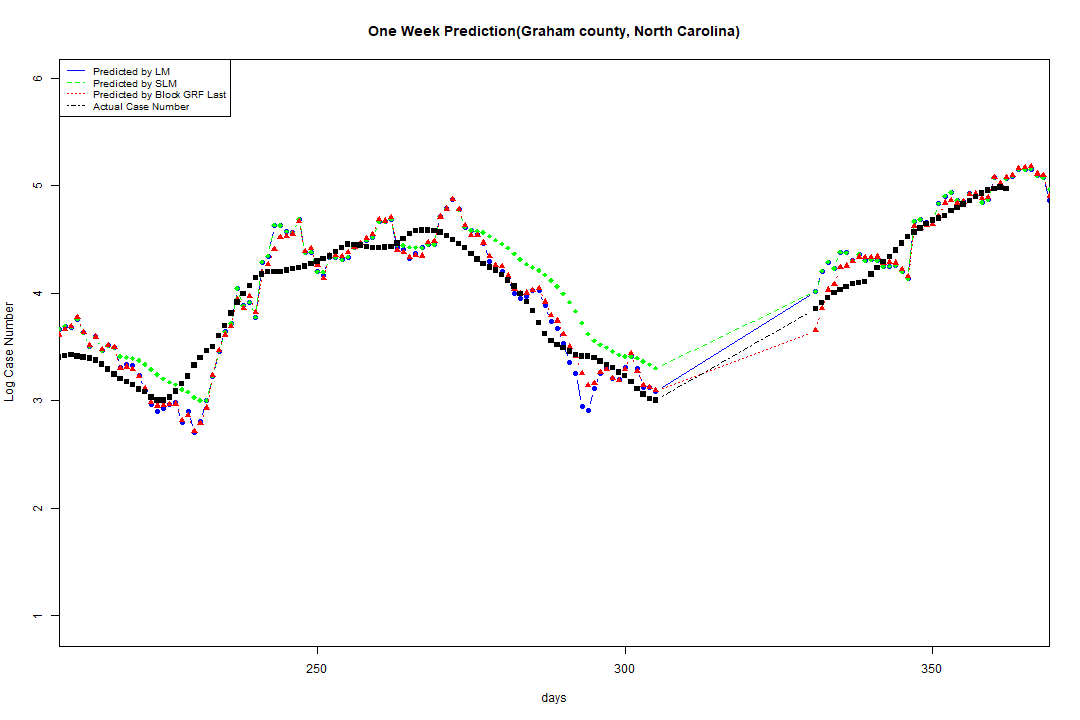 One Week Prediction(Graham county, North Carolina)
Predicted by LM
Predicted by SLM
Predicted by Block GRF Last
Actual Case Number
6
5
4
3
2
1
Log Case Number
250
300
350
days